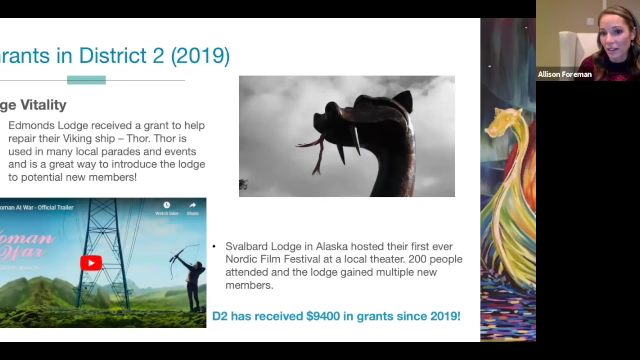 rants in District 2 (2019)
ge Vitality
Edmonds Lodge received a grant to help
repair their Viking ship – Thor. Thor is
used in many local parades and events
and is a great way to introduce the lodge
to potential new members!
oman At War - Official Trailer
Watch later
Share
oman
War
• Svalbard Lodge in Alaska hosted their first ever
Nordic Film Festival at a local theater. 200 people
attended and the lodge gained multiple new
members.
D2 has received $9400 in grants since 2019!
Allison Foreman